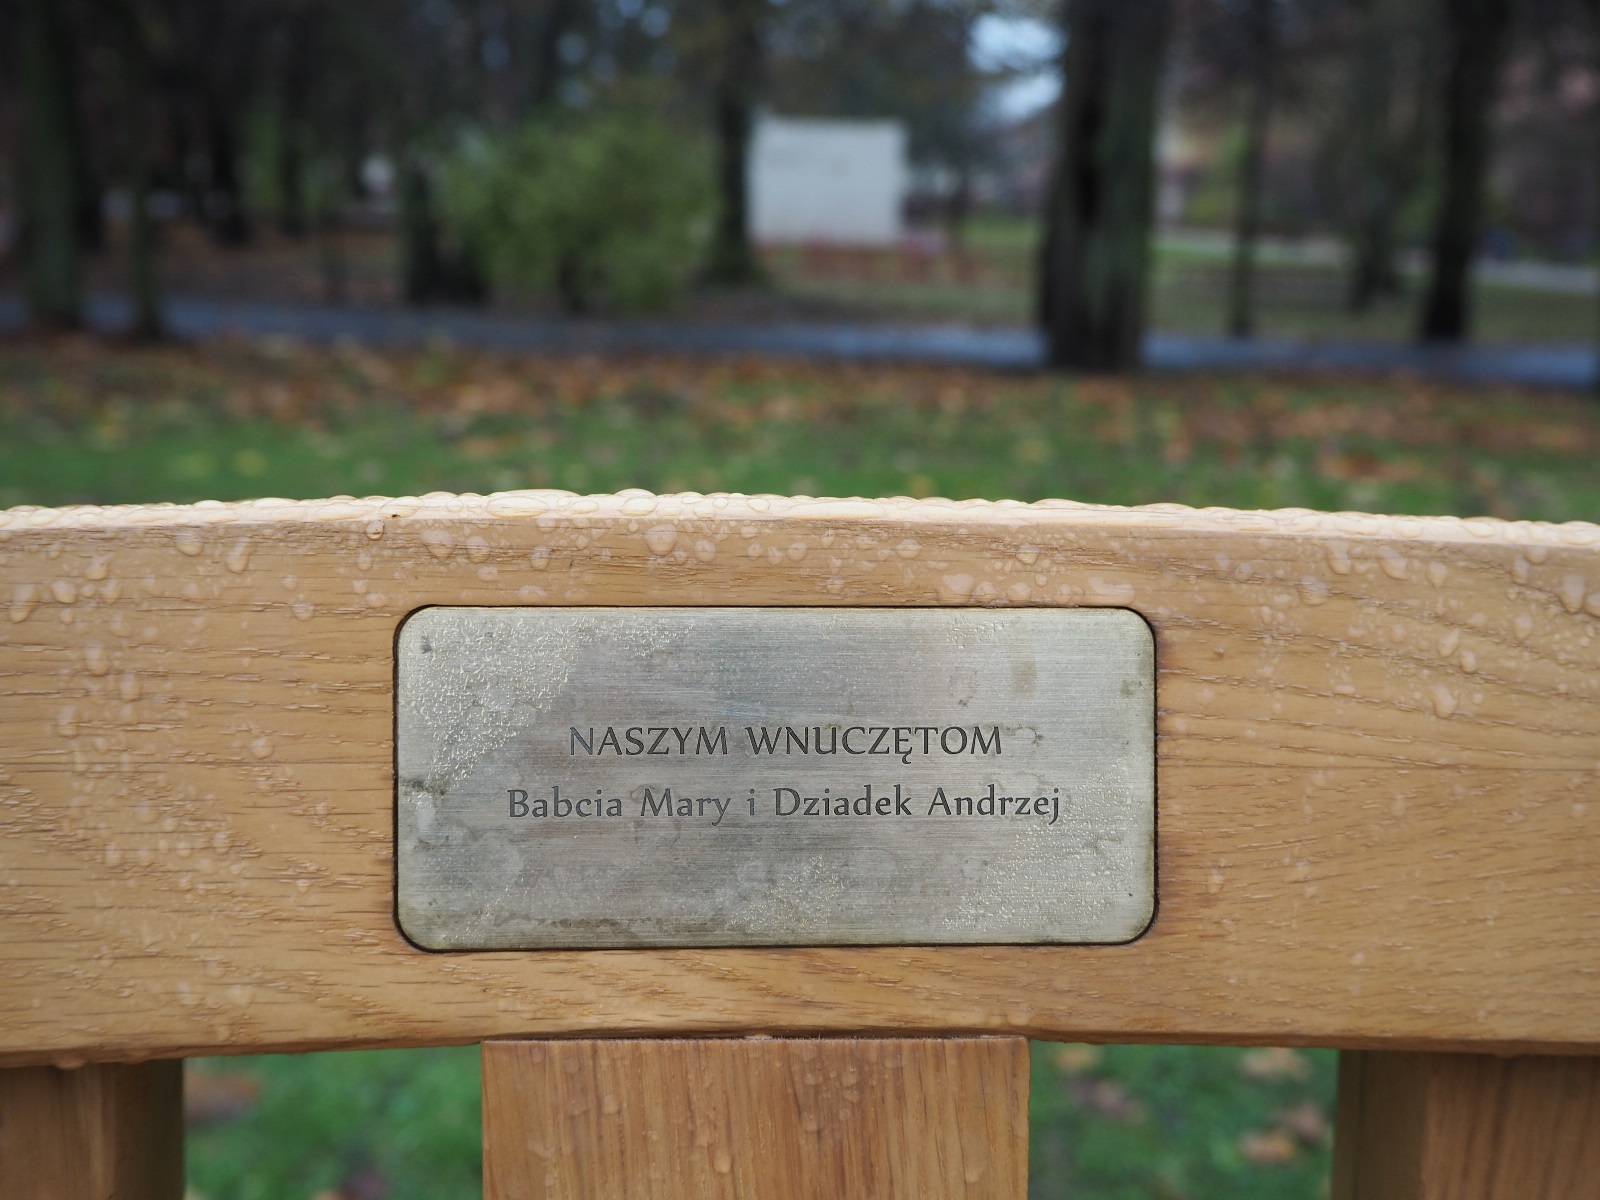 NASZYM WNUCZĘTOM
Babcia Mary i Dziadek Andrzej